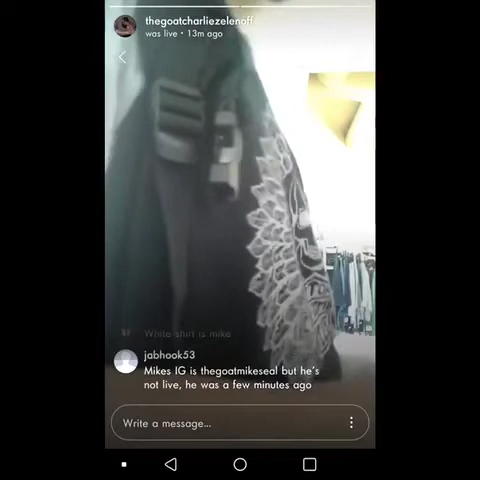 thegoatcharliezelenoff
was live • 13m ago
White shirt is mike
jabhook53
Mikes IG is thegoatmikeseal but he's
not live, he was a few minutes ago
Write a message...